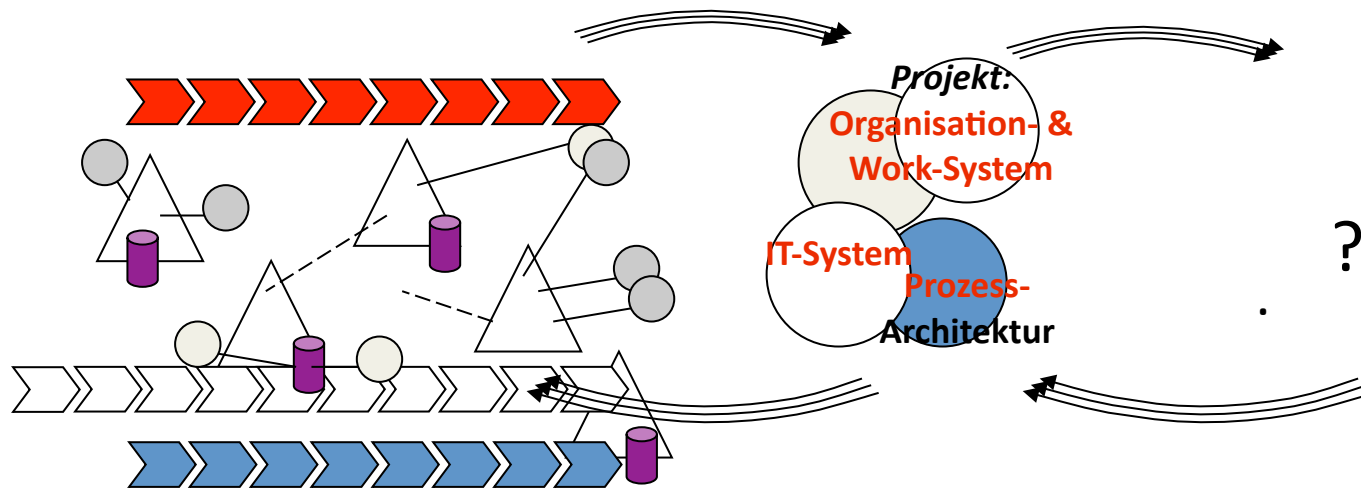 Projekt:
Organisation- &
Work-System
IT-System
Prozess-
Architektur
?
.